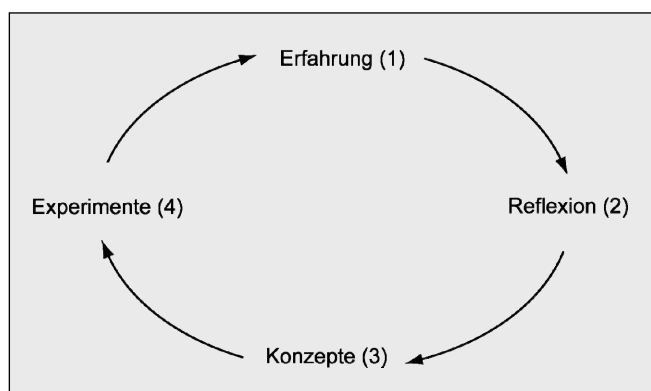 Erfahrung (1)
Reflexion (2)
Konzepte (3)
Experimente (4)